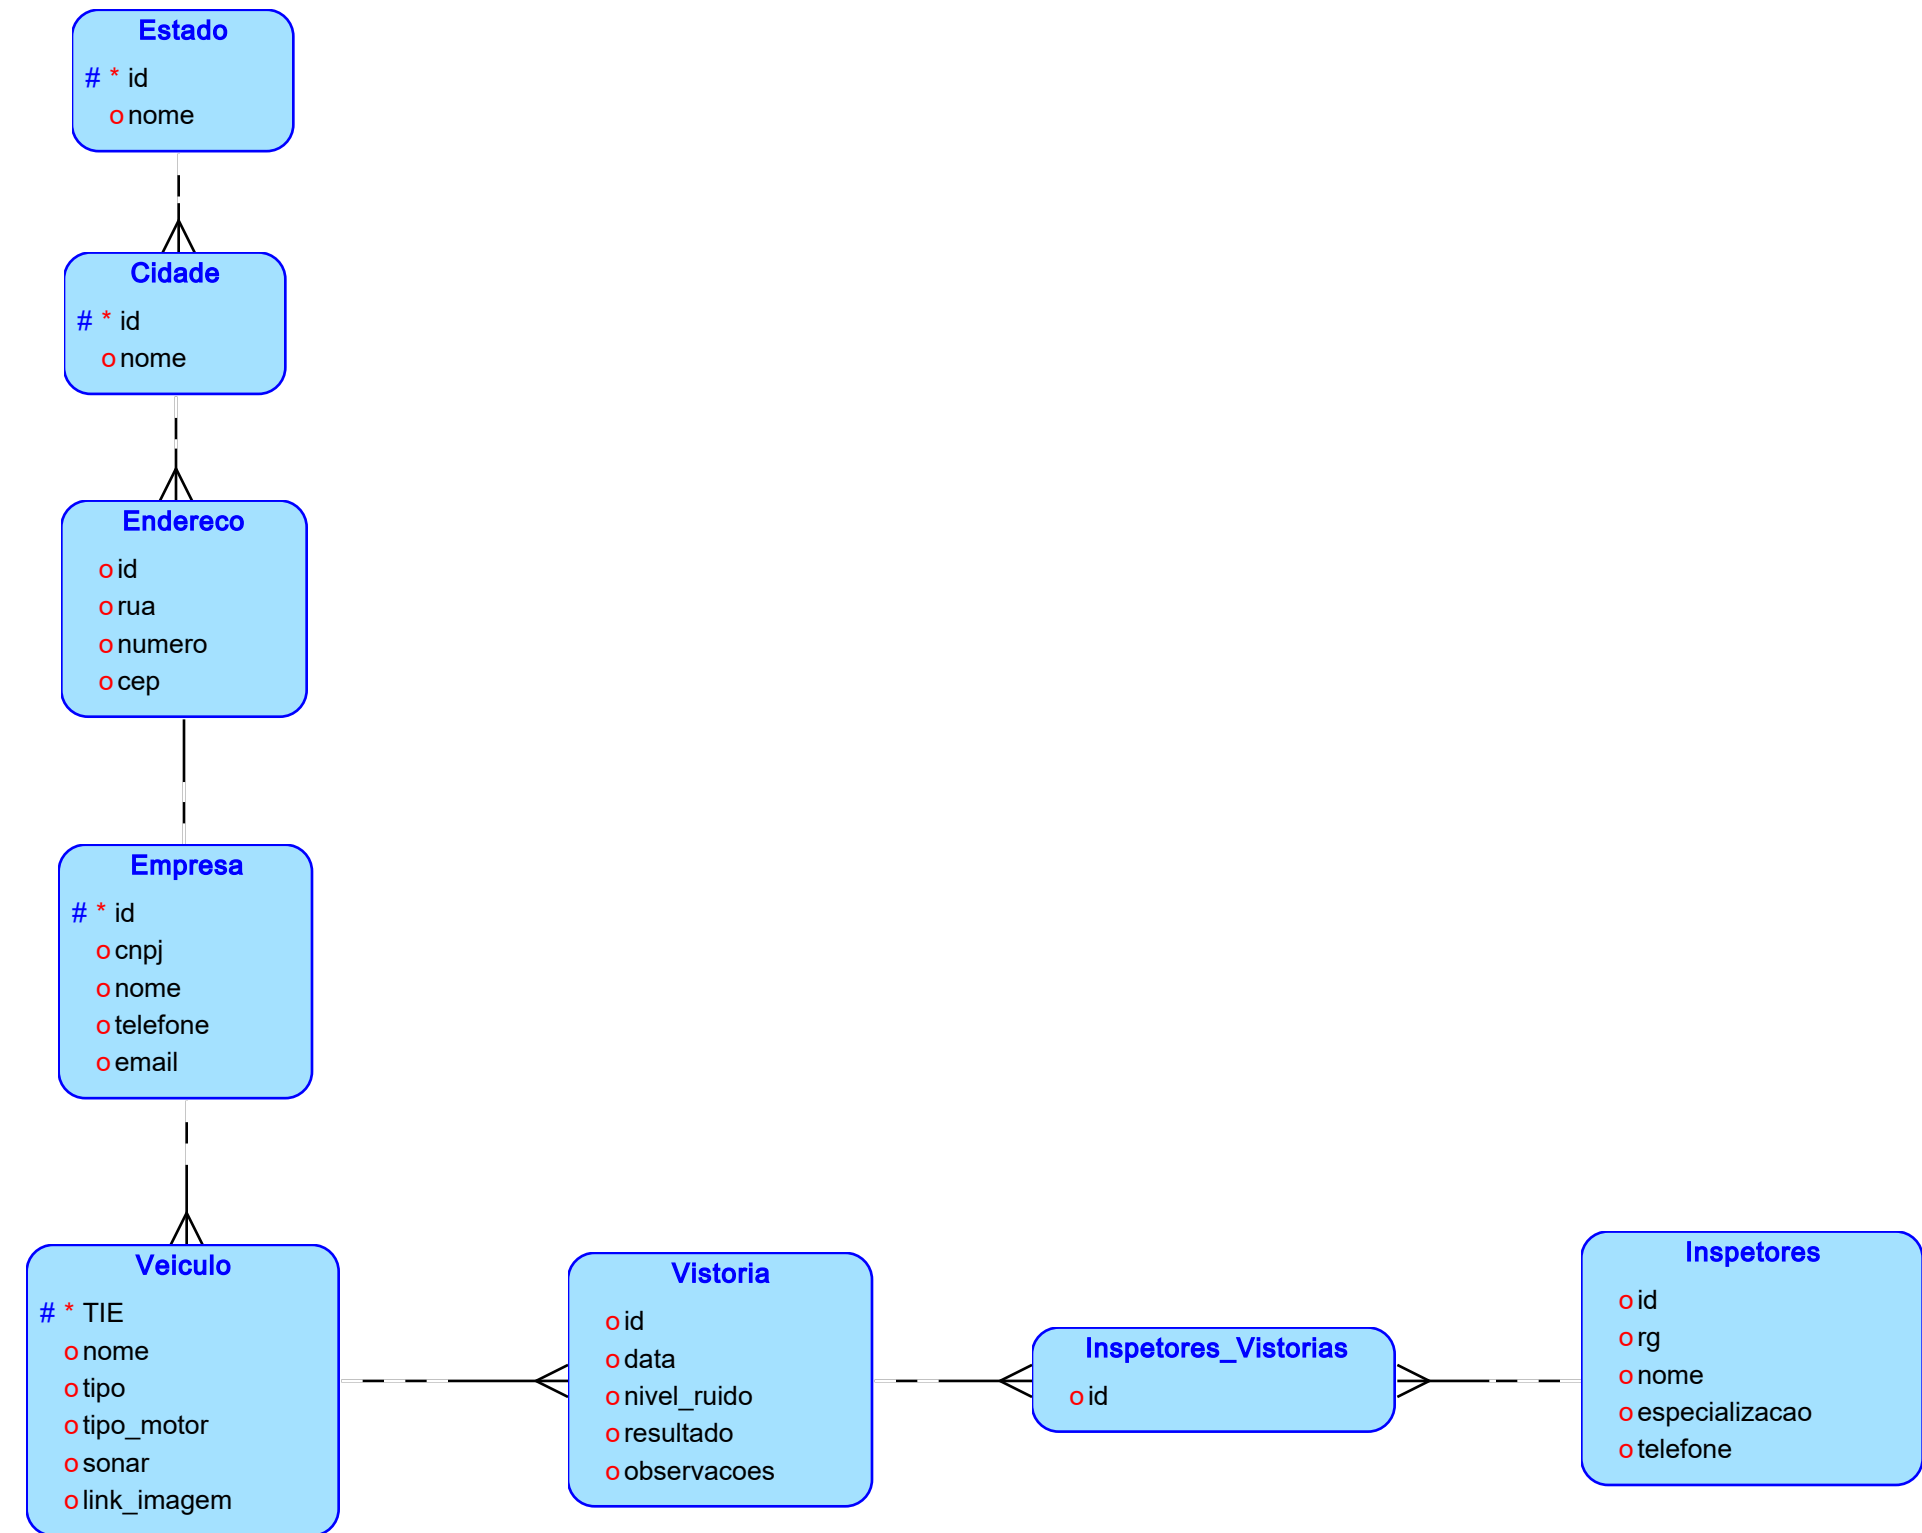 Estado
# * id
o nome
Cidade
# * id
o nome
Endereco
o id
o rua
o numero
o cep
Empresa
# * id
o cnpj
o nome
o telefone
o email
Veiculo
# * TIE
o nome
o tipo
o tipo_motor
o sonar
o link_imagem
Vistoria
o id
o data
o nivel_ruido
o resultado
o observacoes
Inspetores_Vistorias
o id
Inspetores
o id
o rg
o nome
o especializacao
o telefone